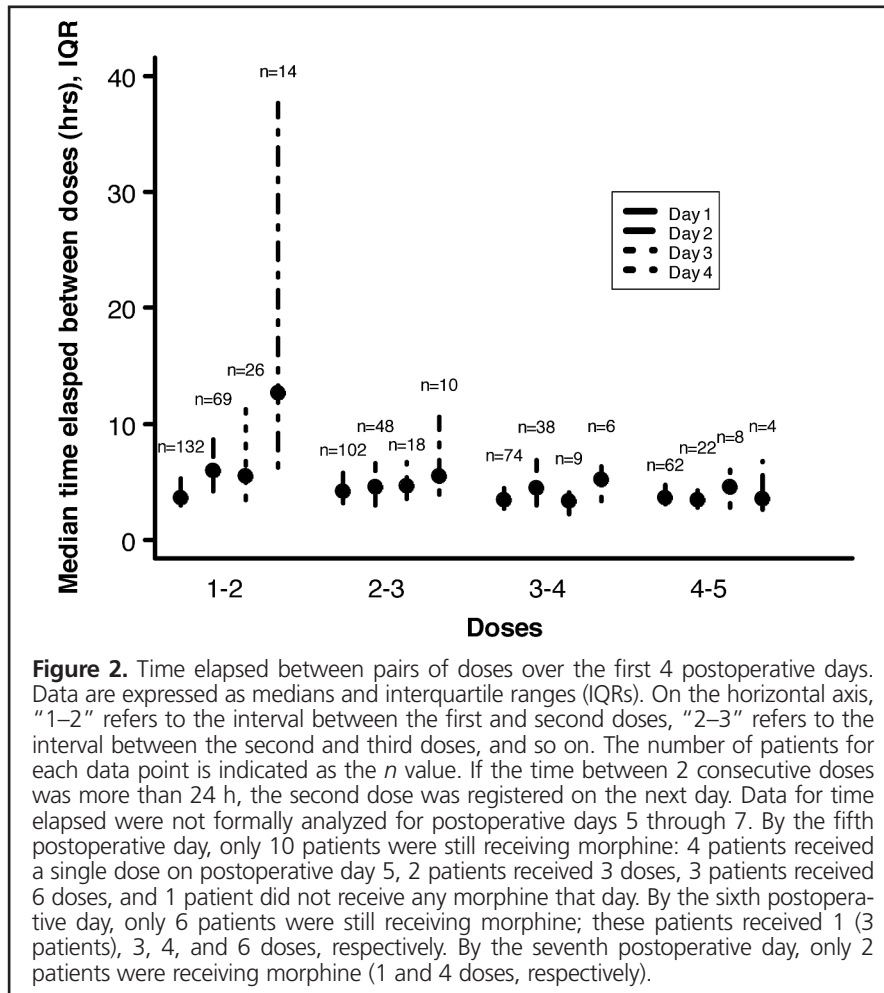 Median time elasped between doses (hrs), IQR
40
30
20
10
0
n=132
n=69
n=26
n=14
n=102
n=48
n=18
n=10
n=74
n=38
n=9
n=6
n=62
n=22
n=8
n=4
Day 1
Day 2
Day 3
Day 4
1-2
2-3
3-4
4-5
Doses
Figure 2. Time elapsed between pairs of doses over the first 4 postoperative days.
Data are expressed as medians and interquartile ranges (IQRs). On the horizontal axis,
“1–2” refers to the interval between the first and second doses, “2–3” refers to the
interval between the second and third doses, and so on. The number of patients for
each data point is indicated as the n value. If the time between 2 consecutive doses
was more than 24 h, the second dose was registered on the next day. Data for time
elapsed were not formally analyzed for postoperative days 5 through 7. By the fifth
postoperative day, only 10 patients were still receiving morphine: 4 patients received
a single dose on postoperative day 5, 2 patients received 3 doses, 3 patients received
6 doses, and 1 patient did not receive any morphine that day. By the sixth postopera-
tive day, only 6 patients were still receiving morphine; these patients received 1 (3
patients), 3, 4, and 6 doses, respectively. By the seventh postoperative day, only 2
patients were receiving morphine (1 and 4 doses, respectively).